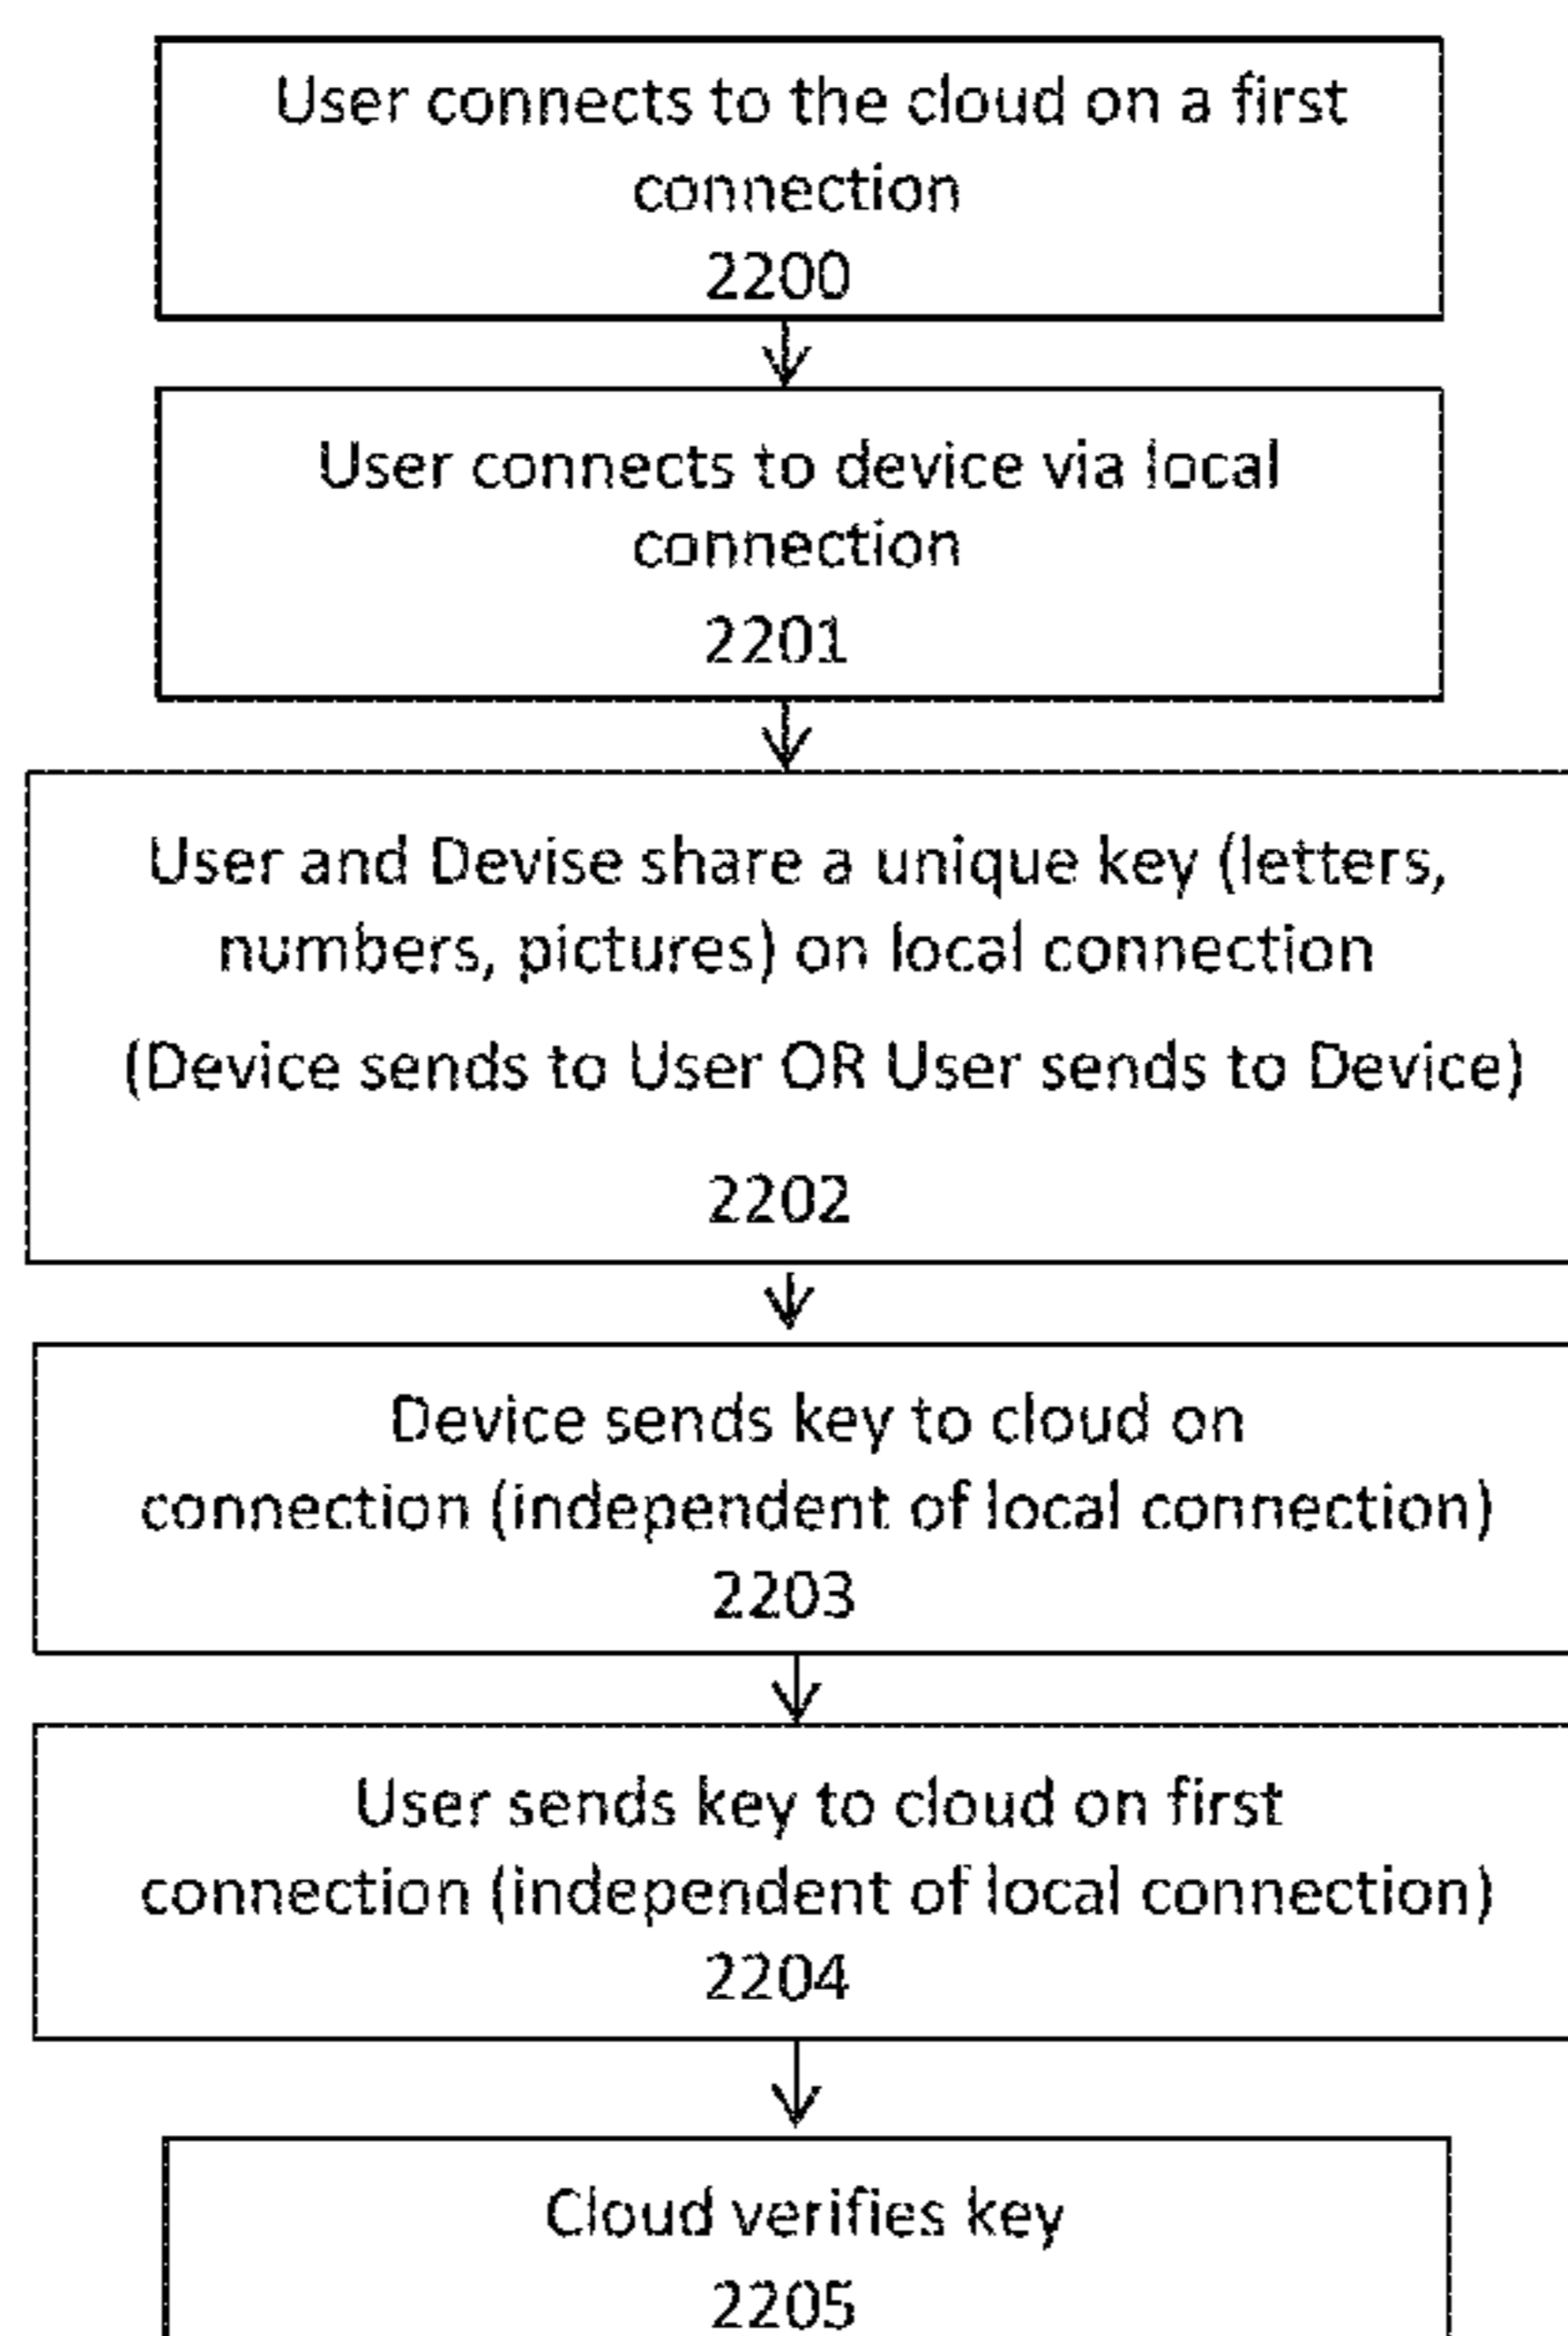 User connects to the cloud on a first
connection
2200
User connects to device via local
connection
2201
User and Devise share a unique key (letters,
numbers, pictures) on local connection
(Device sends to User OR User sends to Device)
2202
Device sends key to cloud on
connection (independent of local connection)
2203
User sends key to cloud on first
connection (independent of local connection)
2204
Cloud verifies key
2205